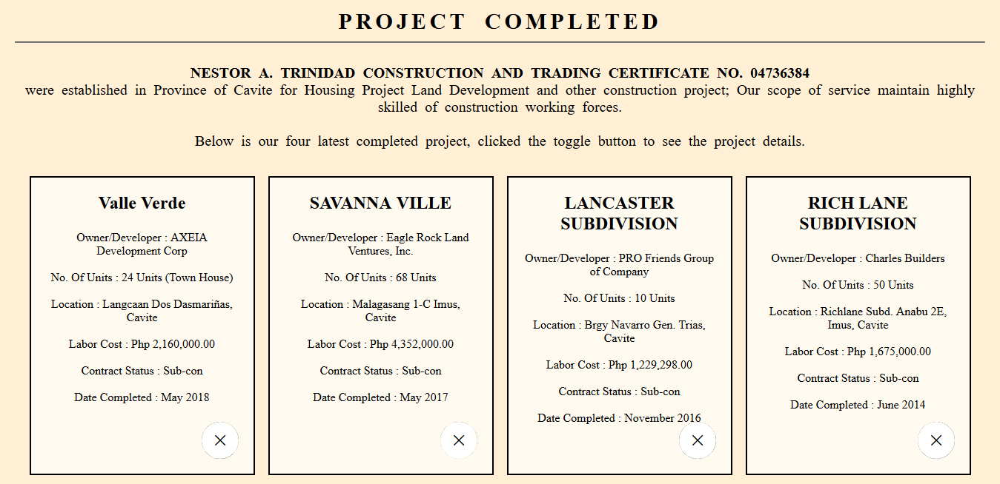 PROJECT COMPLETED
NESTOR A. TRINIDAD CONSTRUCTION AND TRADING CERTIFICATE NO. 04736384
were established in Province of Cavite for Housing Project Land Development and other construction project; Our scope of service maintain highly
skilled of construction working forces.
Below is our four latest completed project, clicked the toggle button to see the project details.
Valle Verde
Owner/Developer : AXEIA
Development Corp
No. Of Units : 24 Units (Town House)
Location : Langcaan Dos Dasmariñas,
Cavite
Labor Cost : Php 2,160,000.00
Contract Status : Sub-con
Date Completed : May 2018
SAVANNA VILLE
Owner/Developer : Eagle Rock Land
Ventures, Inc.
No. Of Units : 68 Units
Location : Malagasang 1-C Imus,
Cavite
Labor Cost : Php 4,352,000.00
Contract Status : Sub-con
Date Completed : May 2017
LANCASTER
SUBDIVISION
Owner/Developer : PRO Friends Group
of Company
No. Of Units : 10 Units
Location : Brgy Navarro Gen. Trias,
Cavite
Labor Cost : Php 1,229,298.00
Contract Status : Sub-con
Date Completed : November 2016
RICH LANE
SUBDIVISION
Owner/Developer : Charles Builders
No. Of Units : 50 Units
Location : Richlane Subd. Anabu 2E,
Imus, Cavite
Labor Cost : Php 1,675,000.00
Contract Status : Sub-con
Date Completed : June 2014